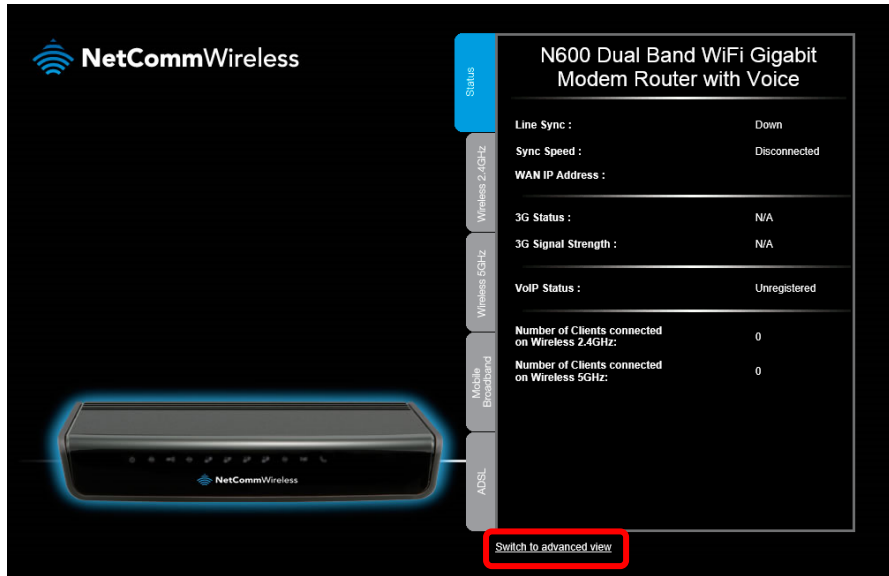 NetCommWireless
Status
Wireless 2.4GHz
Wireless 5GHz
Mobile
Broadband
ADSL
N600 Dual Band WiFi Gigabit
Modem Router with Voice
Line Sync : Down
Sync Speed : Disconnected
WAN IP Address :
3G Status : N/A
3G Signal Strength : N/A
VoIP Status : Unregistered
Number of Clients connected
on Wireless 2.4GHz: 0
Number of Clients connected
on Wireless 5GHz: 0
NetCommWireless
Switch to advanced view